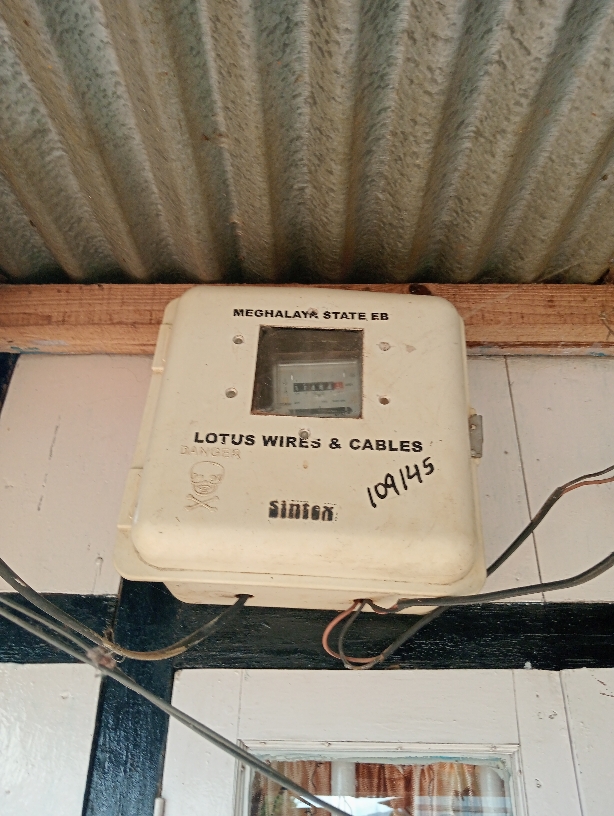 MEGHALAYA STATE EB
LOTUS WIRES & CABLES
DANGER
109145
Sintex